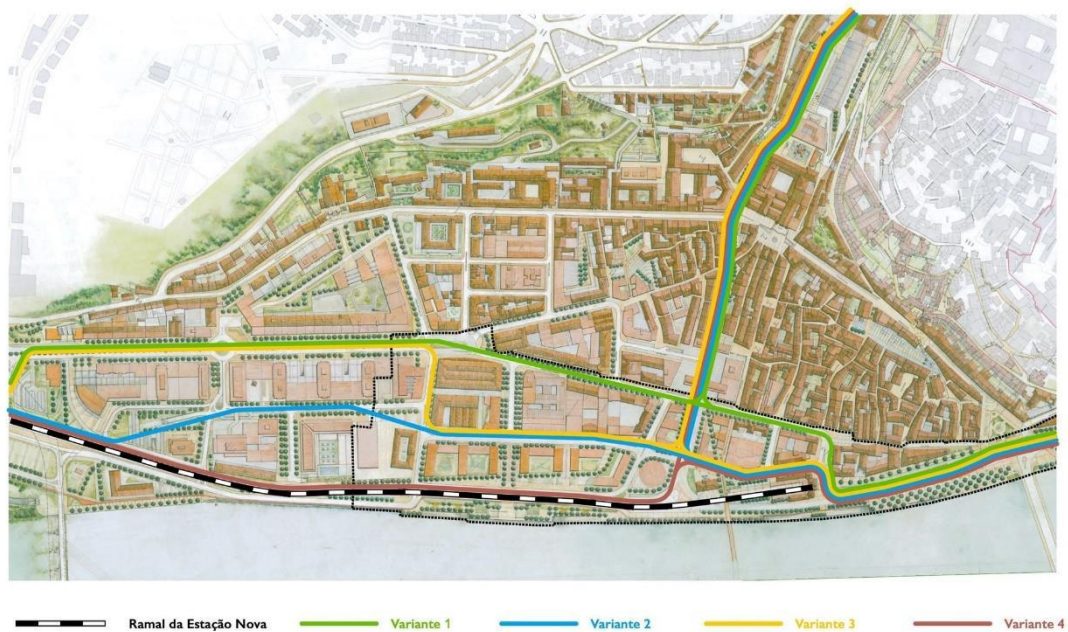 Ramal da Estação Nova
Variante 1
Variante 2
Variante 3
Variante 4